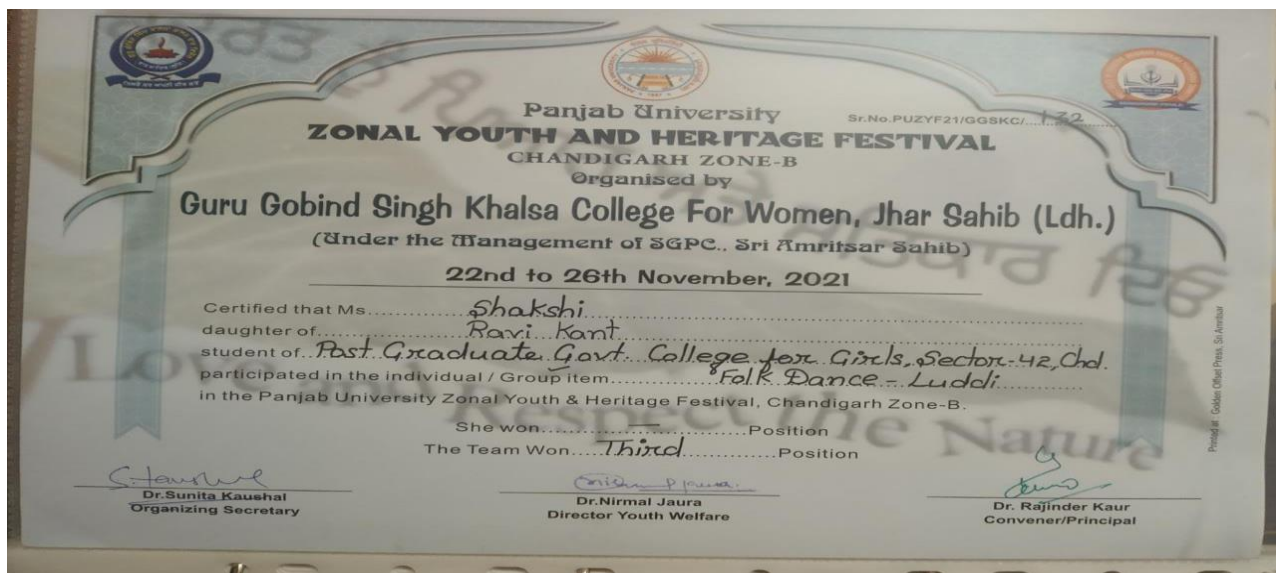 Panjab University
Sr.No.PUZYF21/GGSKC/....132
ZONAL YOUTH AND HERITAGE FESTIVAL
CHANDIGARH ZONE-B
Organised by
Guru Gobind Singh Khalsa College For Women, Jhar Sahib (Ldh.)
(Under the Management of SGPC., Sri Amritsar Sahib)
22nd to 26th November, 2021
Certified that Ms.............Shakshi
daughter of..................Ravi Kant
student of..Post Graduate Govt. College for Girls, Sector-42, Chd.
participated in the individual / Group item..............Folk Dance - Luddi
in the Panjab University Zonal Youth & Heritage Festival, Chandigarh Zone-B.
She won..........—..........Position
The Team Won....Third............Position
Love and Respect The Nature
Dr.Sunita Kaushal
Organizing Secretary
Dr.Nirmal Jaura
Director Youth Welfare
Dr. Rajinder Kaur
Convener/Principal
Printed at : Golden Offset Press, Sri Amritsar